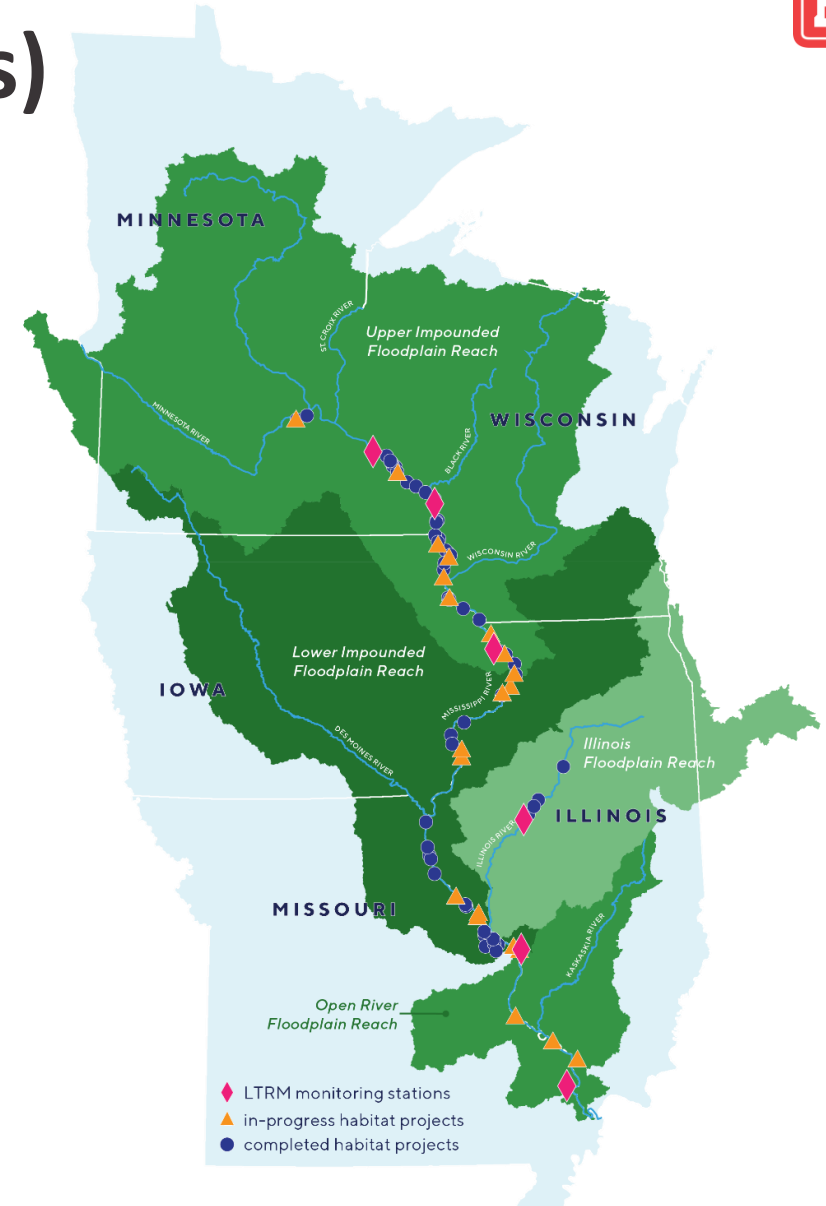 s)
MINNESOTA
ST. CROIX RIVER
Upper Impounded
Floodplain Reach
MINNESOTA RIVER
BLACK RIVER
WISCONSIN
WISCONSIN RIVER
Lower Impounded
Floodplain Reach
IOWA
MISSISSIPPI RIVER
DES MOINES RIVER
Illinois
Floodplain Reach
ILLINOIS
ILLINOIS RIVER
MISSOURI
KASKASKIA RIVER
Open River
Floodplain Reach
LTRM monitoring stations
in-progress habitat projects
completed habitat projects